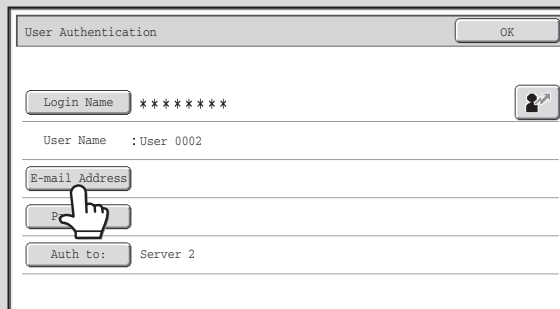 User Authentication OK
Login Name ********
User Name :User 0002
E-mail Address
Auth to: Server 2